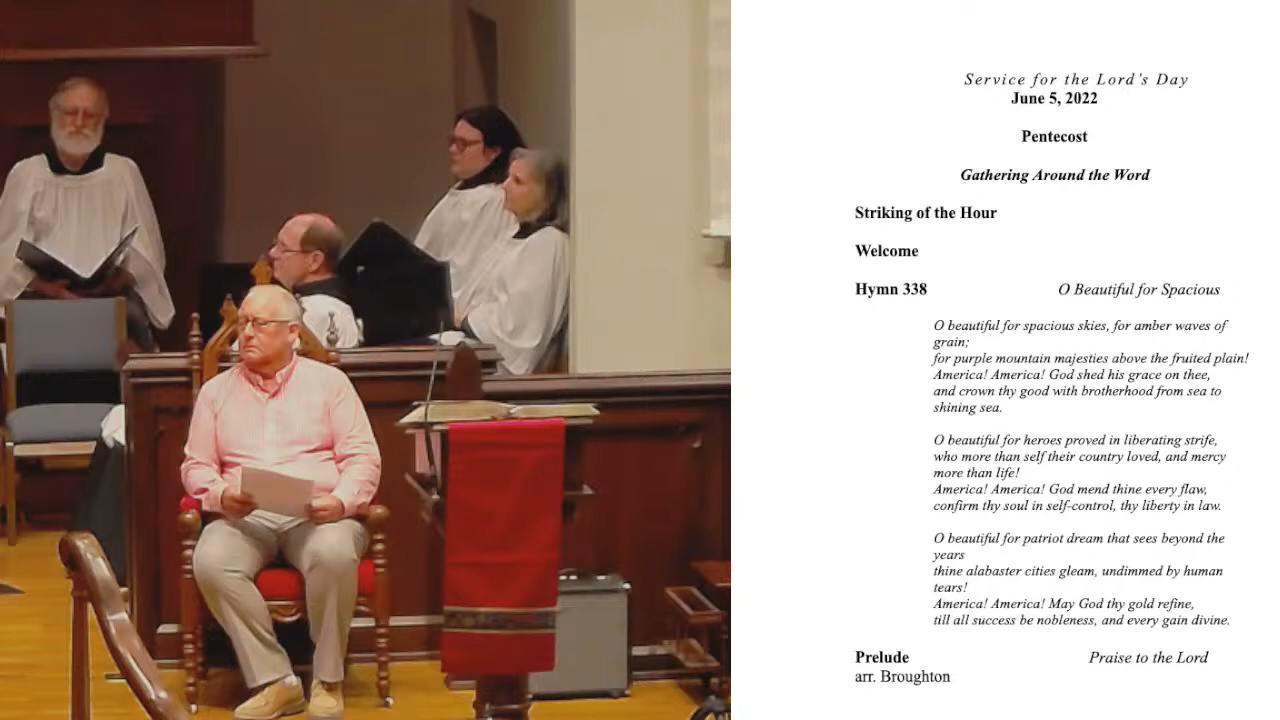 Service for the Lord's Day
June 5, 2022
Pentecost
Gathering Around the Word
Striking of the Hour
Welcome
Hymn 338 O Beautiful for Spacious
O beautiful for spacious skies, for amber waves of
grain;
for purple mountain majesties above the fruited plain!
America! America! God shed his grace on thee,
and crown thy good with brotherhood from sea to
shining sea.
O beautiful for heroes proved in liberating strife,
who more than self their country loved, and mercy
more than life!
America! America! God mend thine every flaw,
confirm thy soul in self-control, thy liberty in law.
O beautiful for patriot dream that sees beyond the
years
thine alabaster cities gleam, undimmed by human
tears!
America! America! May God thy gold refine,
till all success be nobleness, and every gain divine.
Prelude Praise to the Lord
arr. Broughton